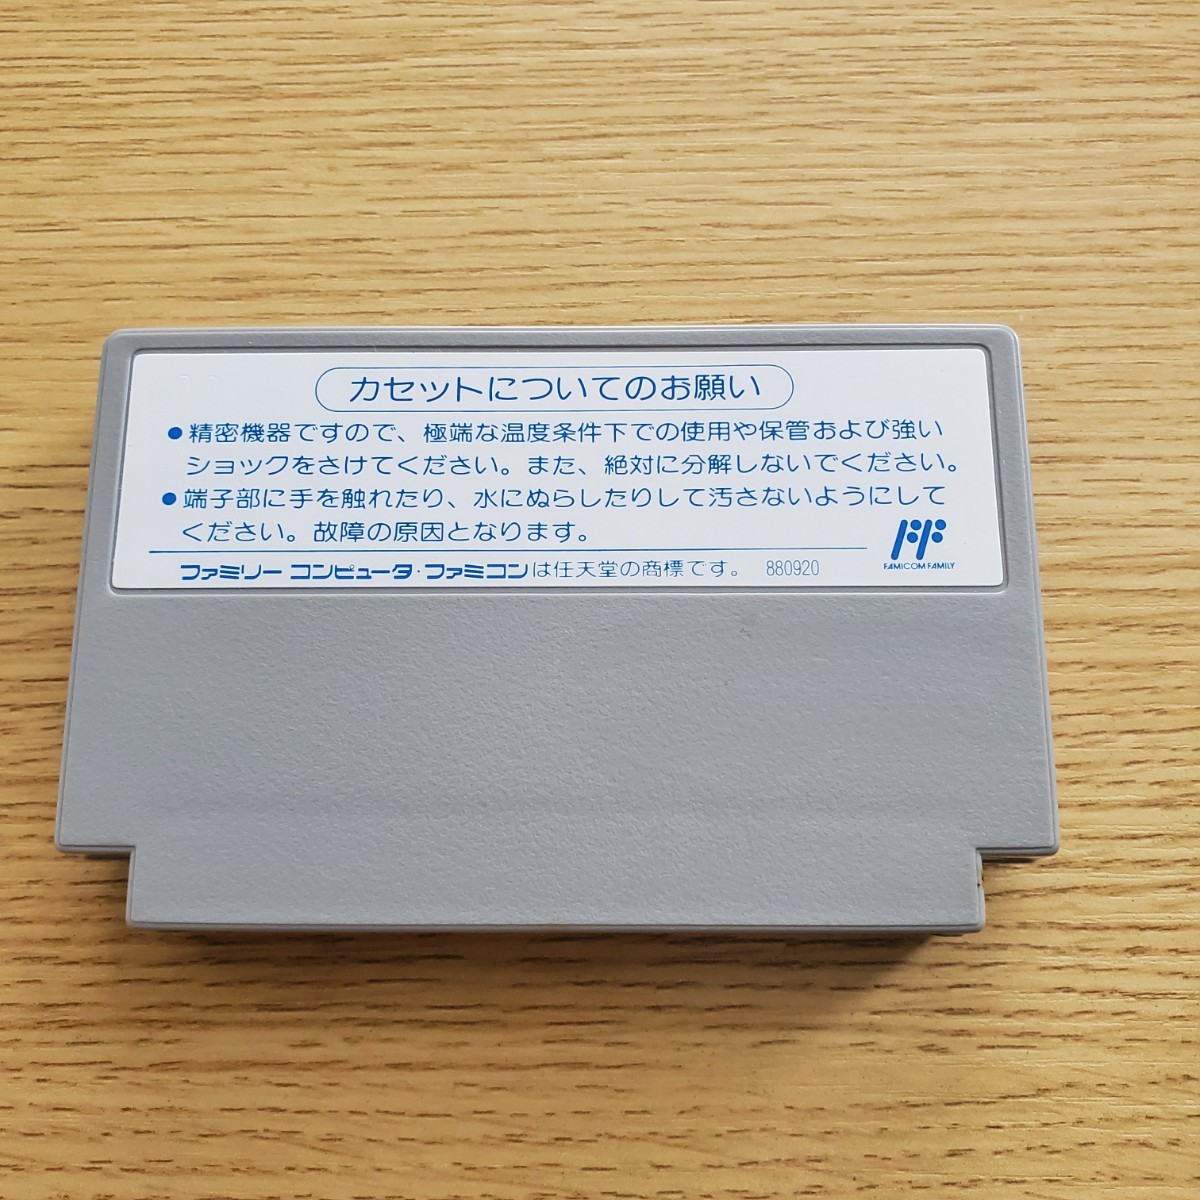 カセットについてのお願い
●精密機器ですので、極端な温度条件下での使用や保管および強い
ショックをさけてください。また、絶対に分解しないでください。
●端子部に手を触れたり、水にぬらしたりして汚さないようにして
ください。故障の原因となります。
FAMICOM FAMILY
ファミリー コンピュータ・ファミコンは任天堂の商標です。 880920